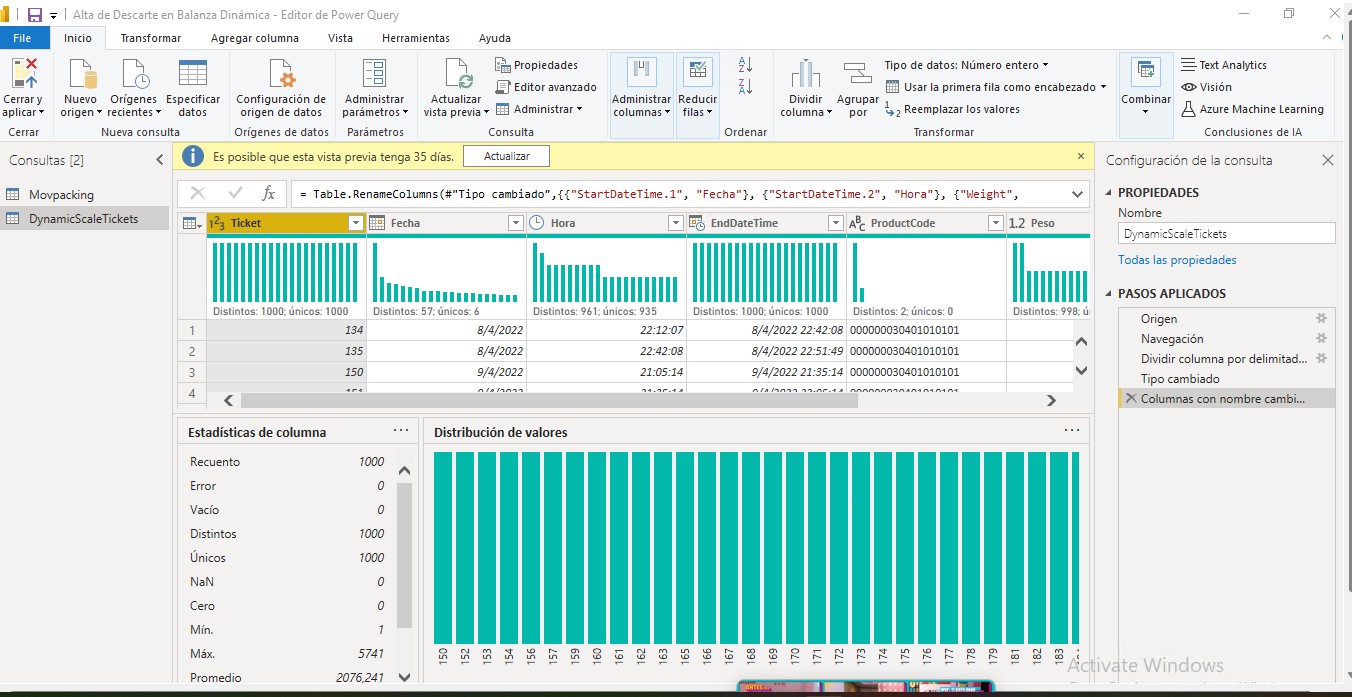 Alta de Descarte en Balanza Dinámica - Editor de Power Query
File Inicio Transformar Agregar columna Vista Herramientas Ayuda
Cerrar y aplicar
Nuevo origen
Orígenes recientes
Especificar datos
Configuración de origen de datos
Administrar parámetros
Actualizar vista previa
Propiedades
Editor avanzado
Administrar
Administrar columnas
Reducir filas
Dividir columna
Agrupar por
Tipo de datos: Número entero
Usar la primera fila como encabezado
Reemplazar los valores
Combinar
Text Analytics
Visión
Azure Machine Learning
Cerrar Nueva consulta Orígenes de datos Parámetros Consulta Ordenar Transformar Conclusiones de IA
Consultas [2]
Movpacking
DynamicScaleTickets
Es posible que esta vista previa tenga 35 días. Actualizar
fx = Table.RenameColumns(#"Tipo cambiado",{{"StartDateTime.1", "Fecha"}, {"StartDateTime.2", "Hora"}, {"Weight",
Ticket Fecha Hora EndDateTime ProductCode 1.2 Peso
Distintos: 1000; únicos: 1000 Distintos: 57; únicos: 6 Distintos: 961; únicos: 935 Distintos: 1000; únicos: 1000 Distintos: 2; únicos: 0 Distintos: 998; ú
1 134 8/4/2022 22:12:07 8/4/2022 22:42:08 000000030401010101
2 135 8/4/2022 22:42:08 8/4/2022 22:51:49 000000030401010101
3 150 9/4/2022 21:05:14 9/4/2022 21:35:14 000000030401010101
4
Estadísticas de columna
Recuento 1000
Error 0
Vacío 0
Distintos 1000
Únicos 1000
NaN 0
Cero 0
Mín. 1
Máx. 5741
Promedio 2076,241
Distribución de valores
150 152 153 154 156 157 159 160 161 162 163 165 166 167 168 169 170 171 172 173 174 175 176 177 178 179 181 182 183
Configuración de la consulta
PROPIEDADES
Nombre
DynamicScaleTickets
Todas las propiedades
PASOS APLICADOS
Origen
Navegación
Dividir columna por delimitad...
Tipo cambiado
Columnas con nombre cambi...
Activate Windows